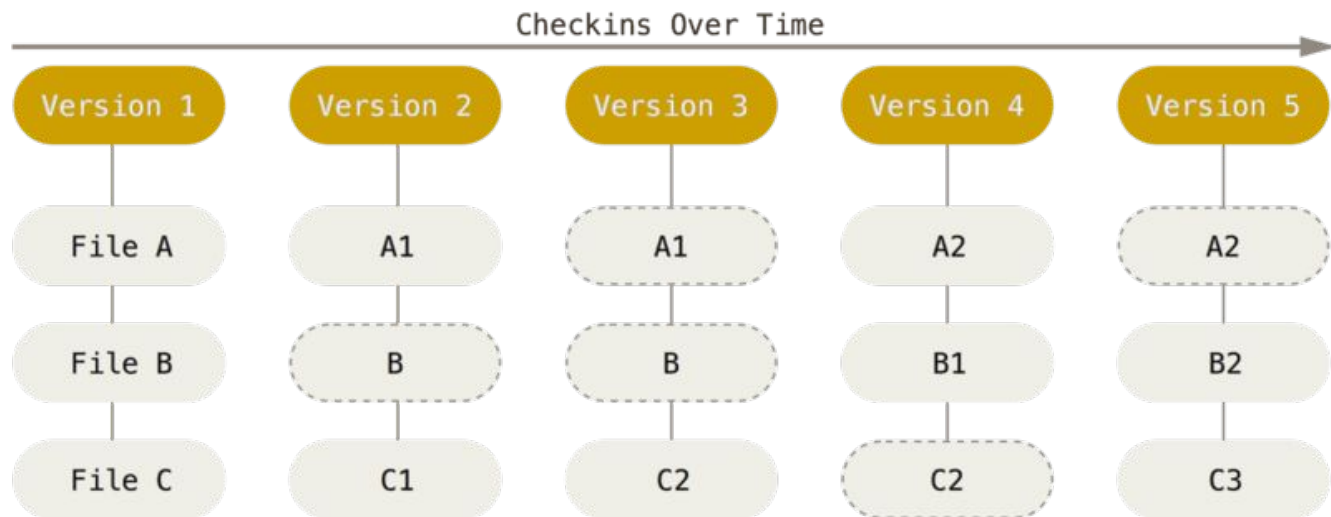 Checkins Over Time
Version 1 Version 2 Version 3 Version 4 Version 5
File A A1 A1 A2 A2
File B B B B1 B2
File C C1 C2 C2 C3